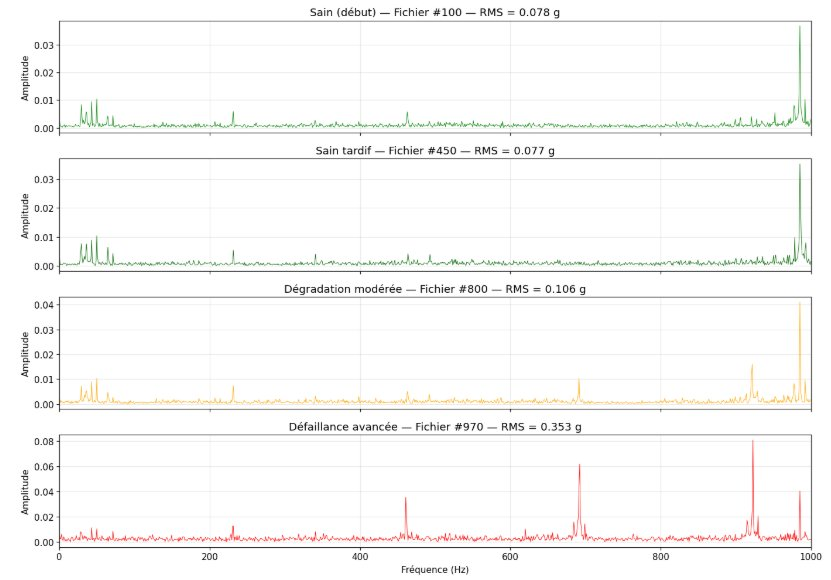 Sain (début) — Fichier #100 — RMS = 0.078 g
Amplitude
0.03
0.02
0.01
0.00
Sain tardif — Fichier #450 — RMS = 0.077 g
Amplitude
0.03
0.02
0.01
0.00
Dégradation modérée — Fichier #800 — RMS = 0.106 g
Amplitude
0.04
0.03
0.02
0.01
0.00
Défaillance avancée — Fichier #970 — RMS = 0.353 g
Amplitude
0.08
0.06
0.04
0.02
0.00
0 200 400 600 800 1000
Fréquence (Hz)